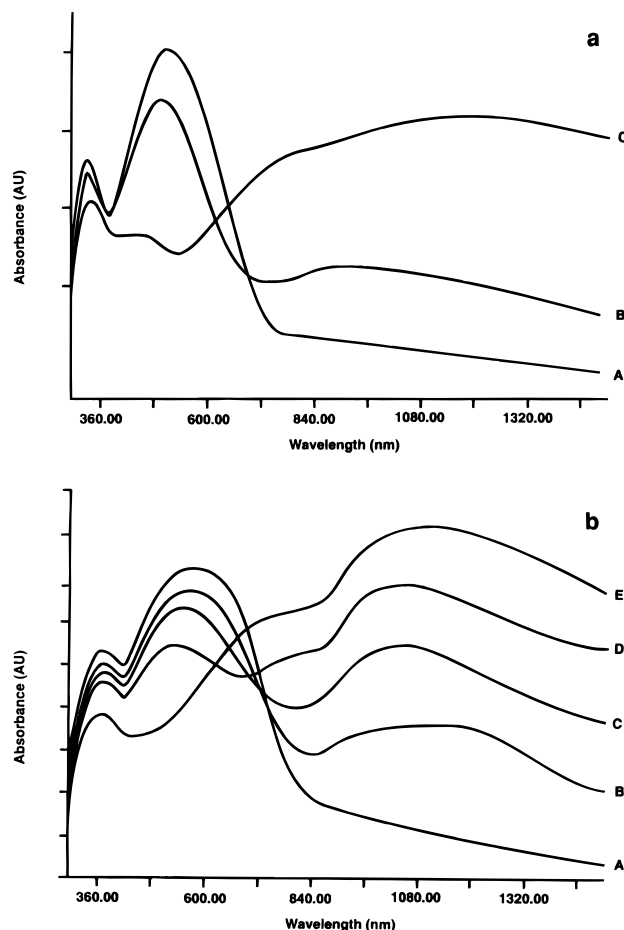 a
Absorbance (AU)
C
B
A
360.00 600.00 840.00 1080.00 1320.00
Wavelength (nm)
b
Absorbance (AU)
E
D
C
B
A
360.00 600.00 840.00 1080.00 1320.00
Wavelength (nm)